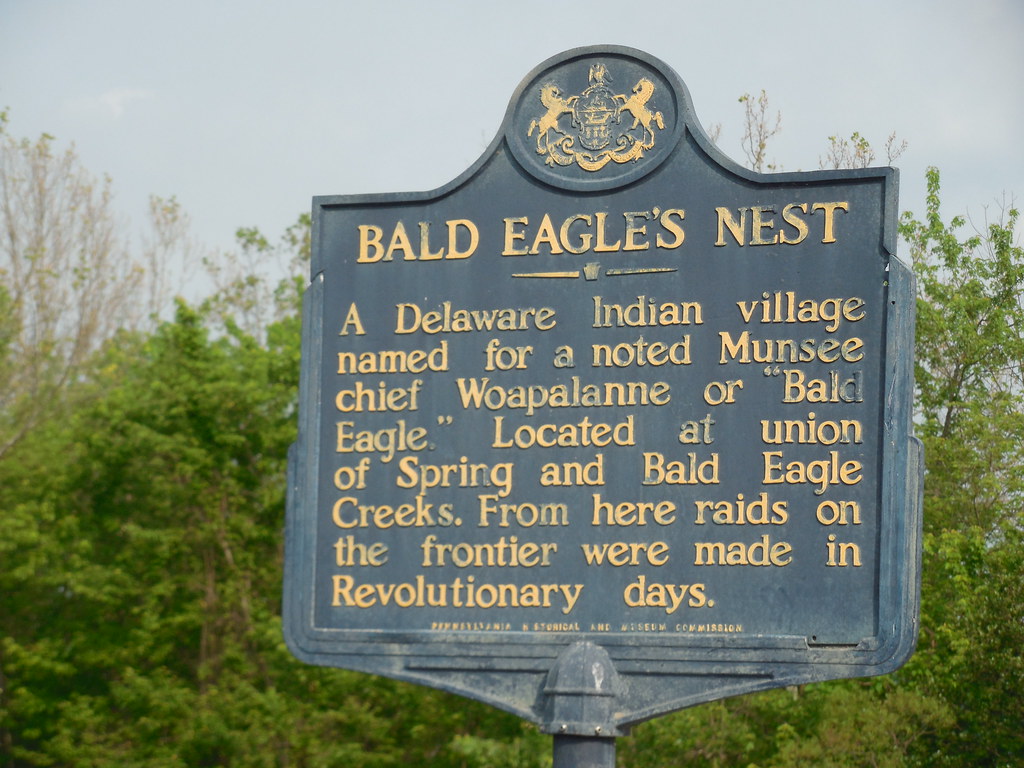 BALD EAGLE'S NEST
A Delaware Indian village
named for a noted Munsee
chief Woapalanne or "Bald
Eagle." Located at union
of Spring and Bald Eagle
Creeks. From here raids on
the frontier were made in
Revolutionary days.
PENNSYLVANIA HISTORICAL AND MUSEUM COMMISSION